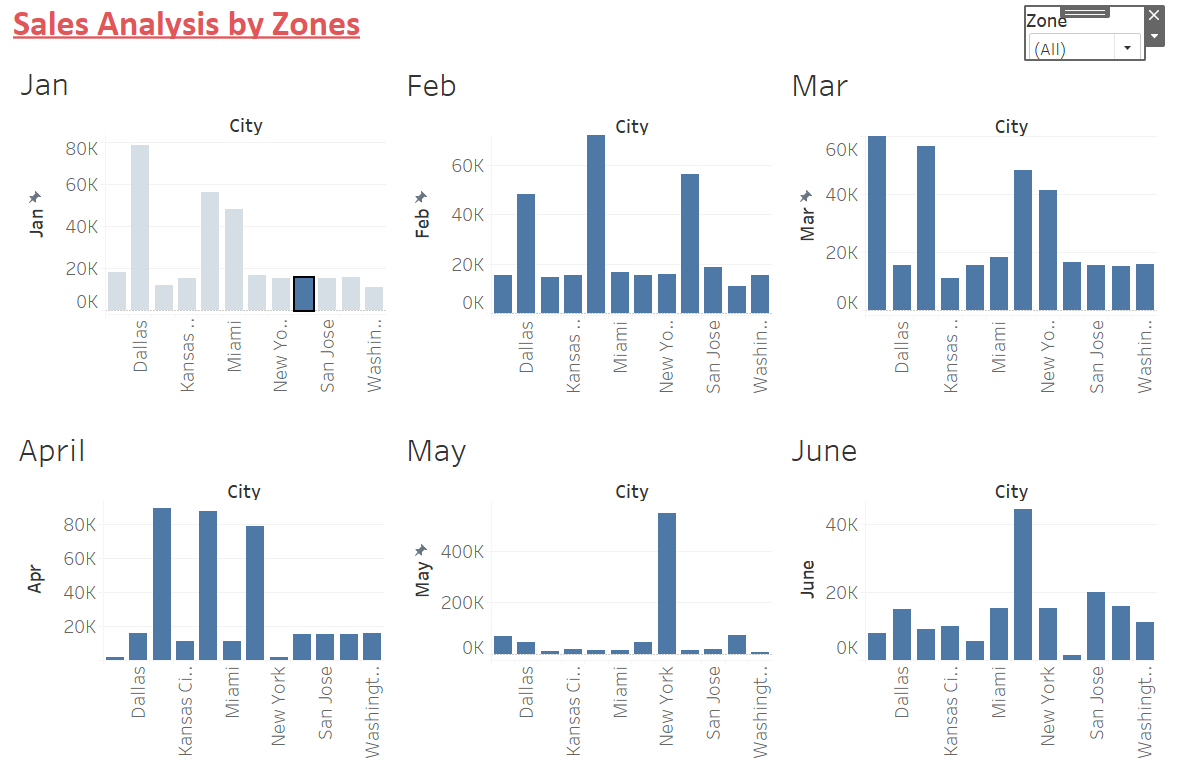 Sales Analysis by Zones
Zone
(All)
Jan
City
80K
60K
40K
20K
0K
Jan
Dallas
Kansas ..
Miami
New Yo..
San Jose
Washin..
Feb
City
60K
40K
20K
0K
Feb
Dallas
Kansas ..
Miami
New Yo..
San Jose
Washin..
Mar
City
60K
40K
20K
0K
Mar
Dallas
Kansas ..
Miami
New Yo..
San Jose
Washin..
April
City
80K
60K
40K
20K
Apr
Dallas
Kansas Ci..
Miami
New York
San Jose
Washingt..
May
City
400K
200K
0K
May
Dallas
Kansas Ci..
Miami
New York
San Jose
Washingt..
June
City
40K
20K
0K
June
Dallas
Kansas Ci..
Miami
New York
San Jose
Washingt..